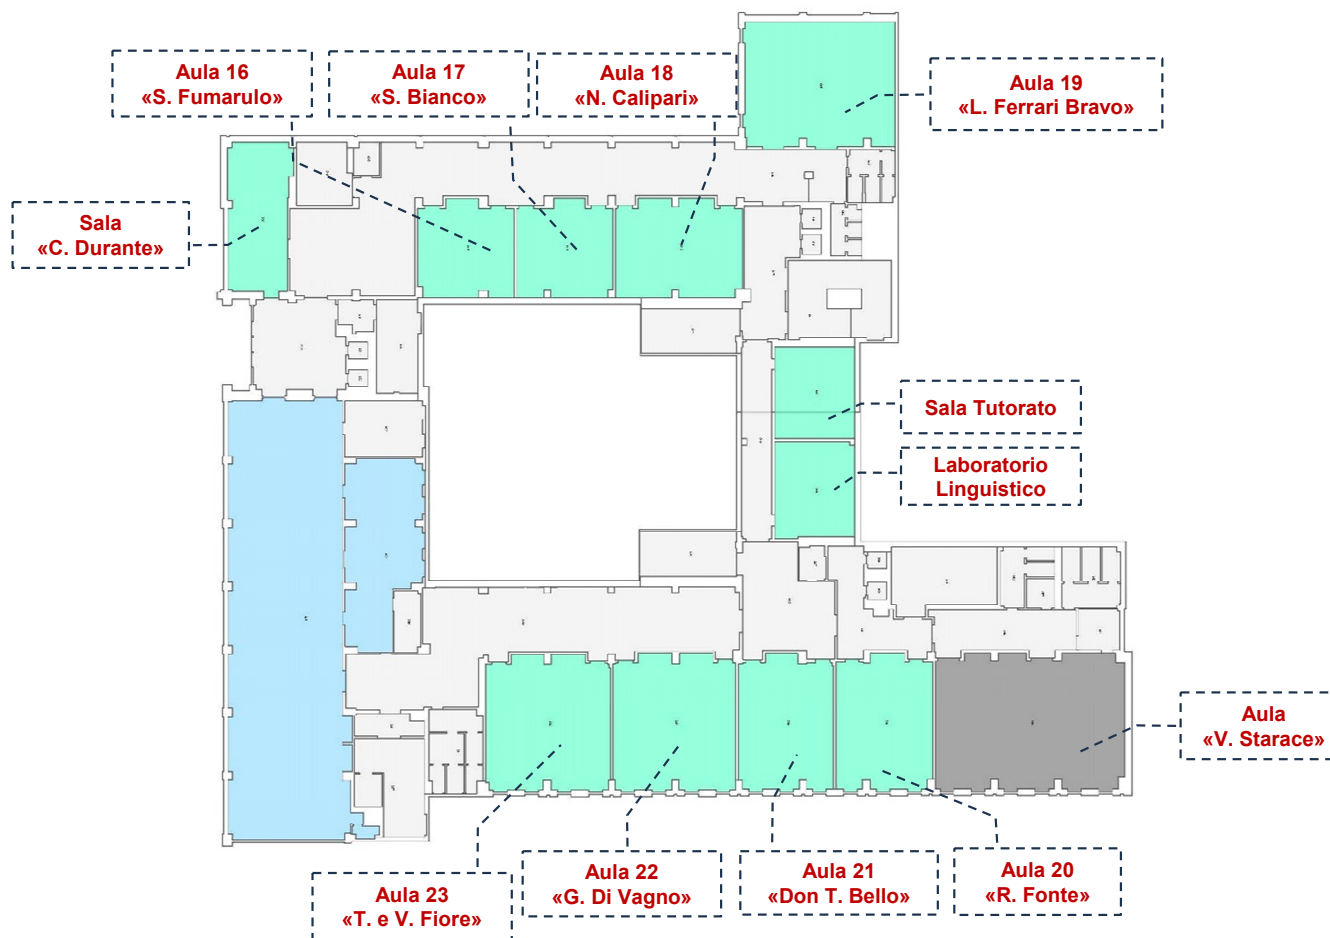 Aula 16
«S. Fumarulo»
Aula 17
«S. Bianco»
Aula 18
«N. Calipari»
Aula 19
«L. Ferrari Bravo»
Sala
«C. Durante»
Sala Tutorato
Laboratorio
Linguistico
Aula
«V. Starace»
Aula 23
«T. e V. Fiore»
Aula 22
«G. Di Vagno»
Aula 21
«Don T. Bello»
Aula 20
«R. Fonte»